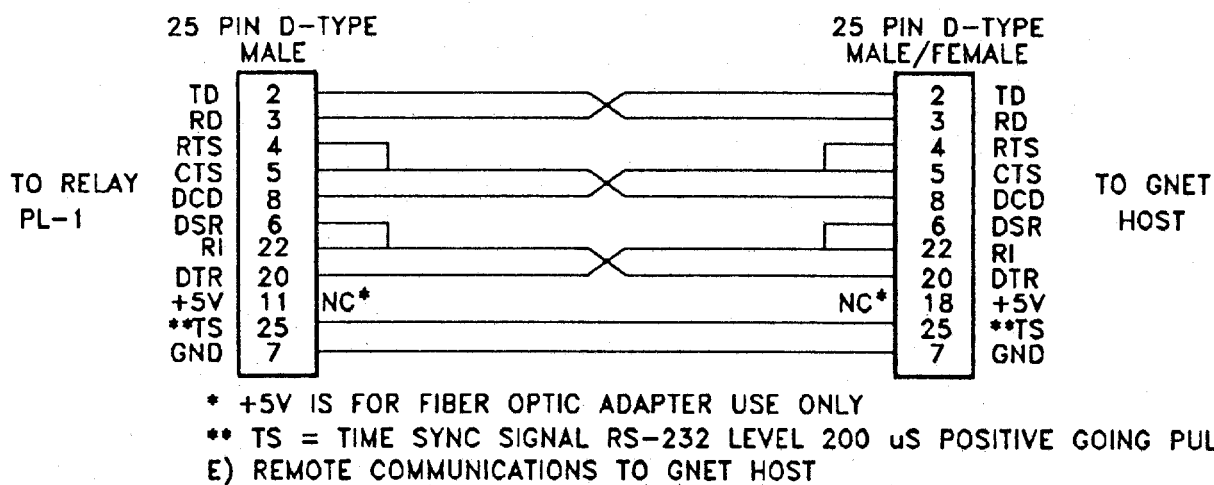 25 PIN D-TYPE MALE
25 PIN D-TYPE MALE/FEMALE
TO RELAY PL-1
TO GNET HOST
TD 2 2 TD
RD 3 3 RD
RTS 4 4 RTS
CTS 5 5 CTS
DCD 8 8 DCD
DSR 6 6 DSR
RI 22 22 RI
DTR 20 20 DTR
+5V 11 NC* NC* 18 +5V
**TS 25 25 **TS
GND 7 7 GND
* +5V IS FOR FIBER OPTIC ADAPTER USE ONLY
** TS = TIME SYNC SIGNAL RS-232 LEVEL 200 uS POSITIVE GOING PUL
E) REMOTE COMMUNICATIONS TO GNET HOST